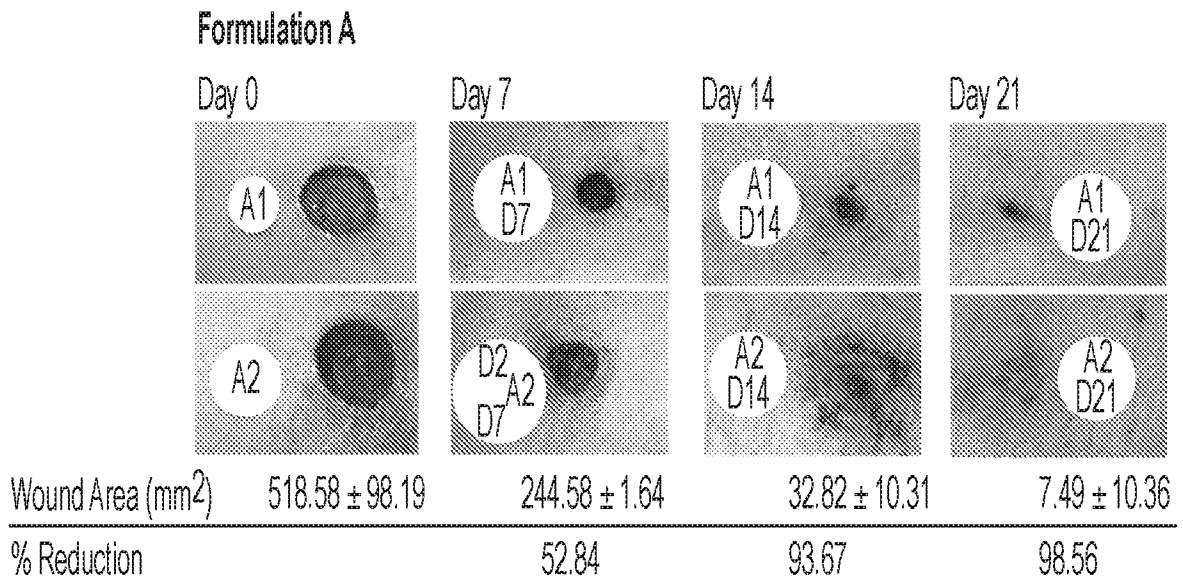 Formulation A
Day 0 Day 7 Day 14 Day 21
A1
A1
D7
A1
D14
A1
D21
A2
D2
A2
D7
A2
D14
A2
D21
Wound Area (mm²) 518.58 ± 98.19 244.58 ± 1.64 32.82 ± 10.31 7.49 ± 10.36
% Reduction 52.84 93.67 98.56